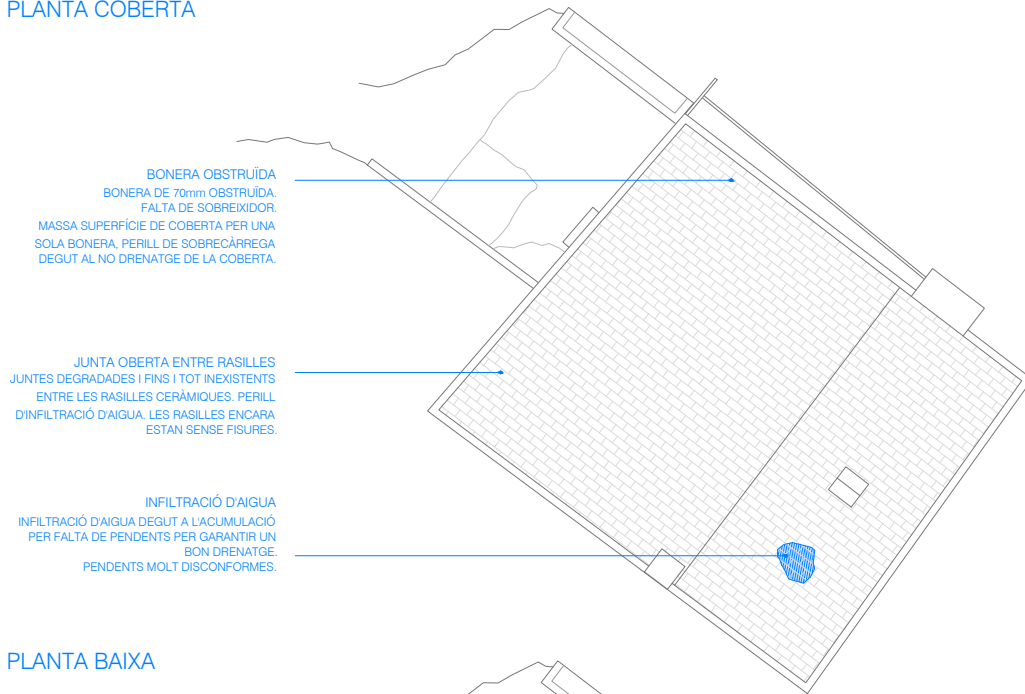 PLANTA COBERTA
BONERA OBSTRUÏDA
BONERA DE 70mm OBSTRUÏDA.
FALTA DE SOBREIXIDOR.
MASSA SUPERFÍCIE DE COBERTA PER UNA
SOLA BONERA, PERILL DE SOBRECÀRREGA
DEGUT AL NO DRENATGE DE LA COBERTA.
JUNTA OBERTA ENTRE RASILLES
JUNTES DEGRADADES I FINS I TOT INEXISTENTS
ENTRE LES RASILLES CERÀMIQUES. PERILL
D'INFILTRACIÓ D'AIGUA. LES RASILLES ENCARA
ESTAN SENSE FISURES.
INFILTRACIÓ D'AIGUA
INFILTRACIÓ D'AIGUA DEGUT A L'ACUMULACIÓ
PER FALTA DE PENDENTS PER GARANTIR UN
BON DRENATGE.
PENDENTS MOLT DISCONFORMES.
PLANTA BAIXA